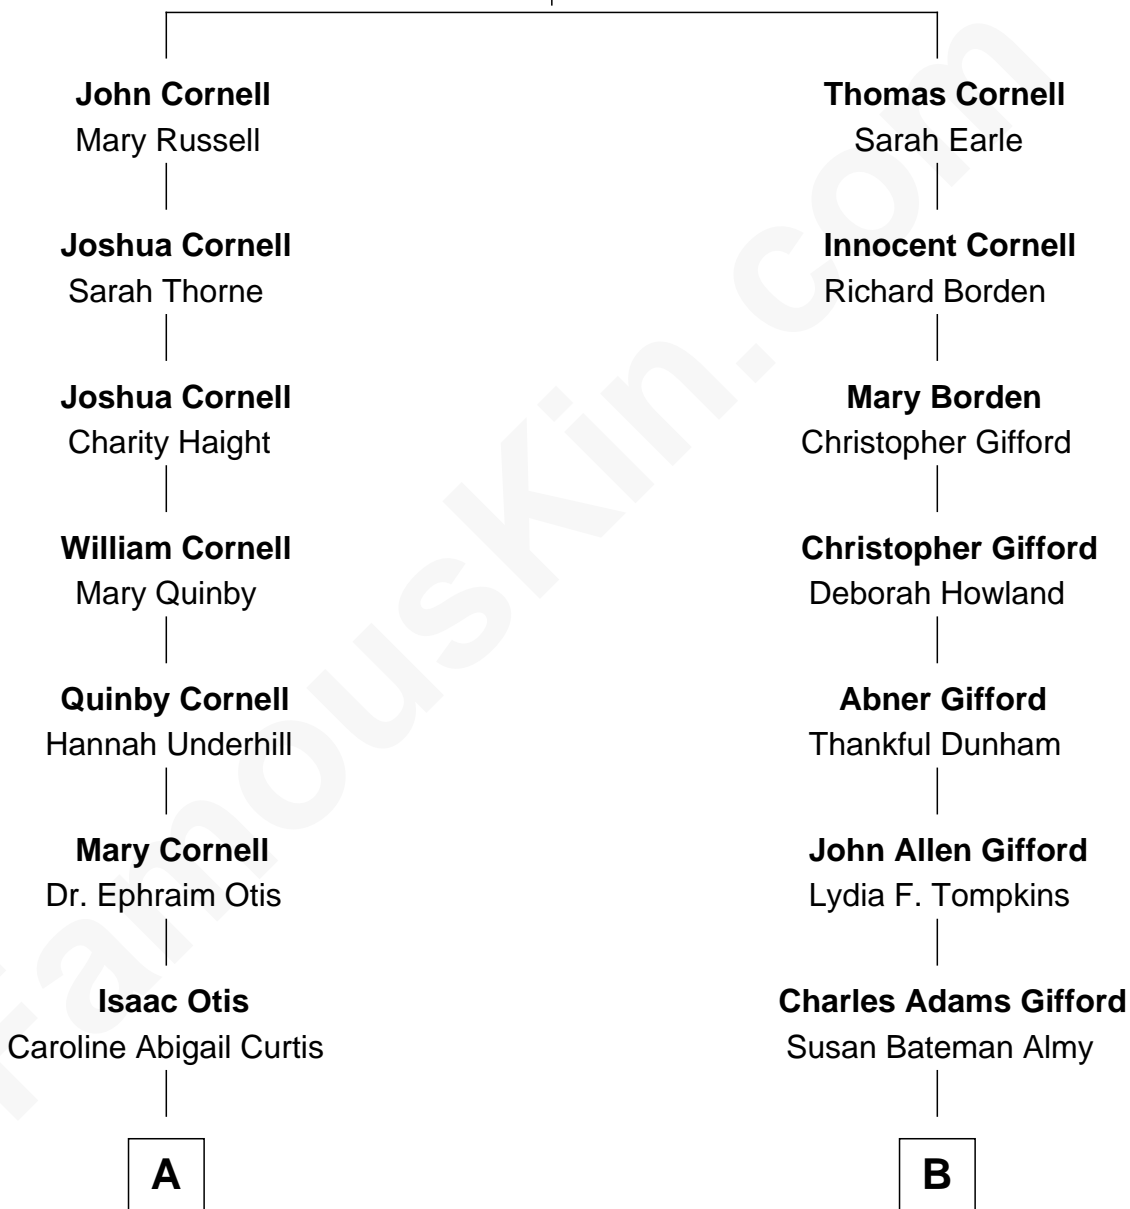 John Cornell
Mary Russell
Joshua Cornell
Sarah Thorne
Joshua Cornell
Charity Haight
William Cornell
Mary Quinby
Quinby Cornell
Hannah Underhill
Mary Cornell
Dr. Ephraim Otis
Isaac Otis
Caroline Abigail Curtis
A
Thomas Cornell
Sarah Earle
Innocent Cornell
Richard Borden
Mary Borden
Christopher Gifford
Christopher Gifford
Deborah Howland
Abner Gifford
Thankful Dunham
John Allen Gifford
Lydia F. Tompkins
Charles Adams Gifford
Susan Bateman Almy
B
FamousKin.com